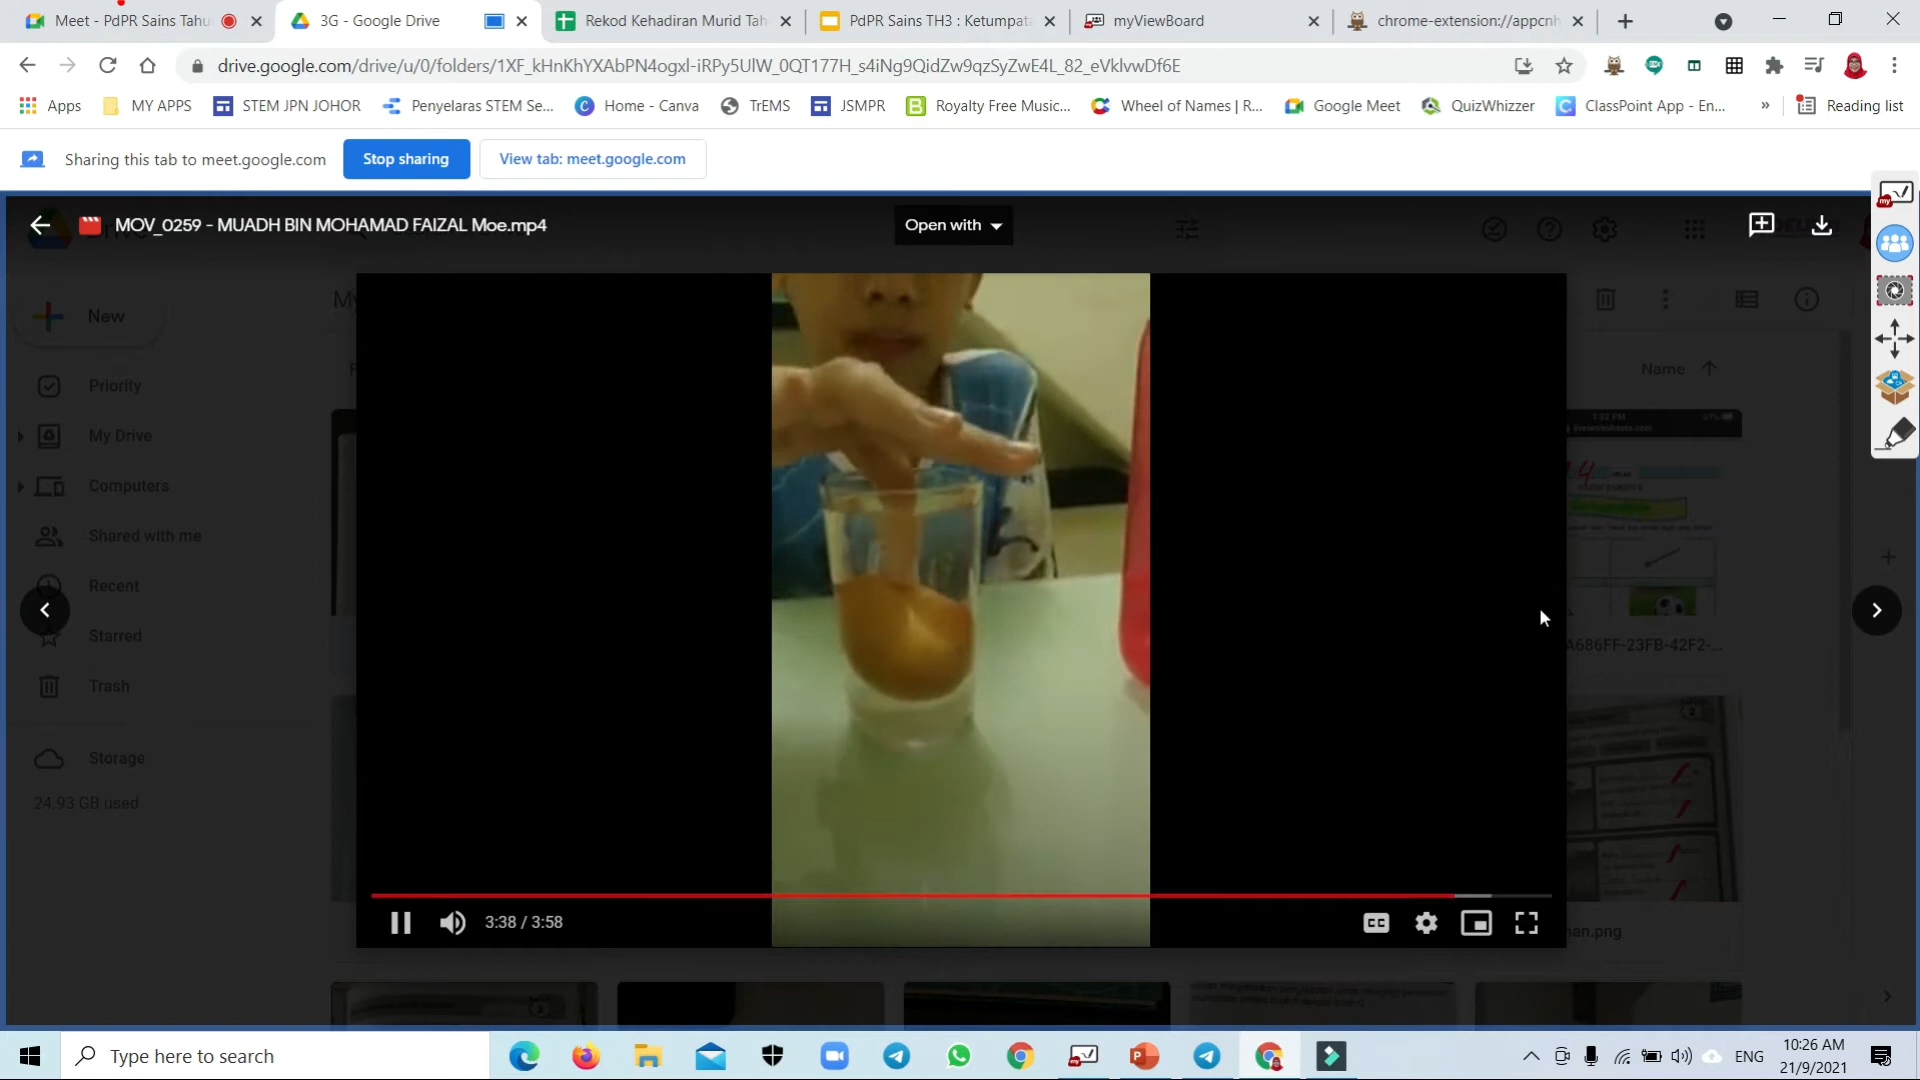 Meet - PdPR Sains Tahu
3G - Google Drive
Rekod Kehadiran Murid Tah
PdPR Sains TH3 : Ketumpata
myViewBoard
chrome-extension://appcnh
drive.google.com/drive/u/0/folders/1XF_kHnKhYXAbPN4ogxl-iRPy5UlW_0QT177H_s4iNg9QidZw9qzSyZwE4L_82_eVklvwDf6E
Apps
MY APPS
STEM JPN JOHOR
Penyelaras STEM Se...
Home - Canva
TrEMS
JSMPR
Royalty Free Music...
Wheel of Names | R...
Google Meet
QuizWhizzer
ClassPoint App - En...
»
Reading list
Sharing this tab to meet.google.com
Stop sharing
View tab: meet.google.com
MOV_0259 - MUADH BIN MOHAMAD FAIZAL Moe.mp4
Open with
New
Priority
My Drive
Computers
Shared with me
Recent
Starred
Trash
Storage
24.93 GB used
Name
A686FF-23FB-42F2-...
an.png
3:38 / 3:58
CC
Type here to search
ENG
10:26 AM
21/9/2021